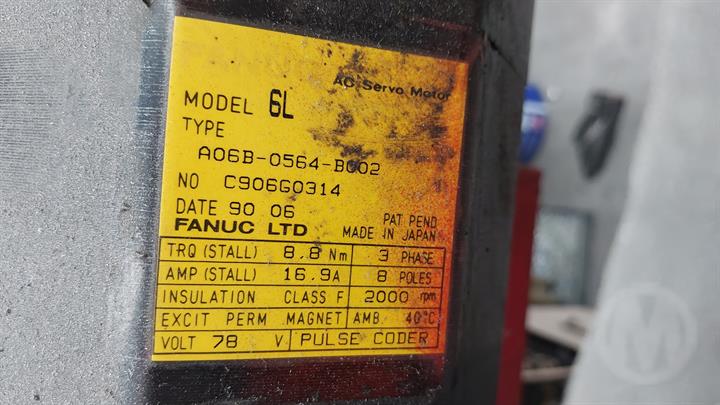 AC Servo Motor
MODEL 6L
TYPE
A06B-0564-B002
NO C906G0314
DATE 90 06
PAT PEND
FANUC LTD MADE IN JAPAN
TRQ (STALL) 8.8 Nm 3 PHASE
AMP (STALL) 16.9A 8 POLES
INSULATION CLASS F 2000 rpm
EXCIT PERM MAGNET AMB 40°C
VOLT 78 V PULSE CODER
M